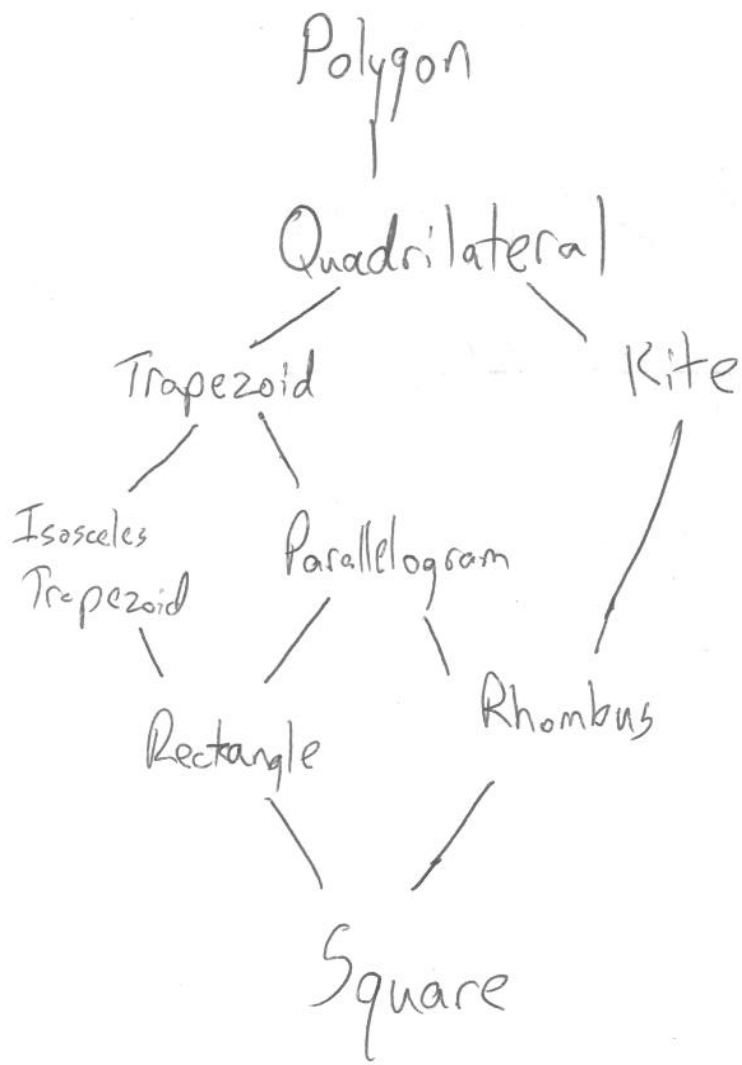 Polygon
Quadrilateral
Trapezoid
Kite
Isosceles
Trapezoid
Parallelogram
Rectangle
Rhombus
Square